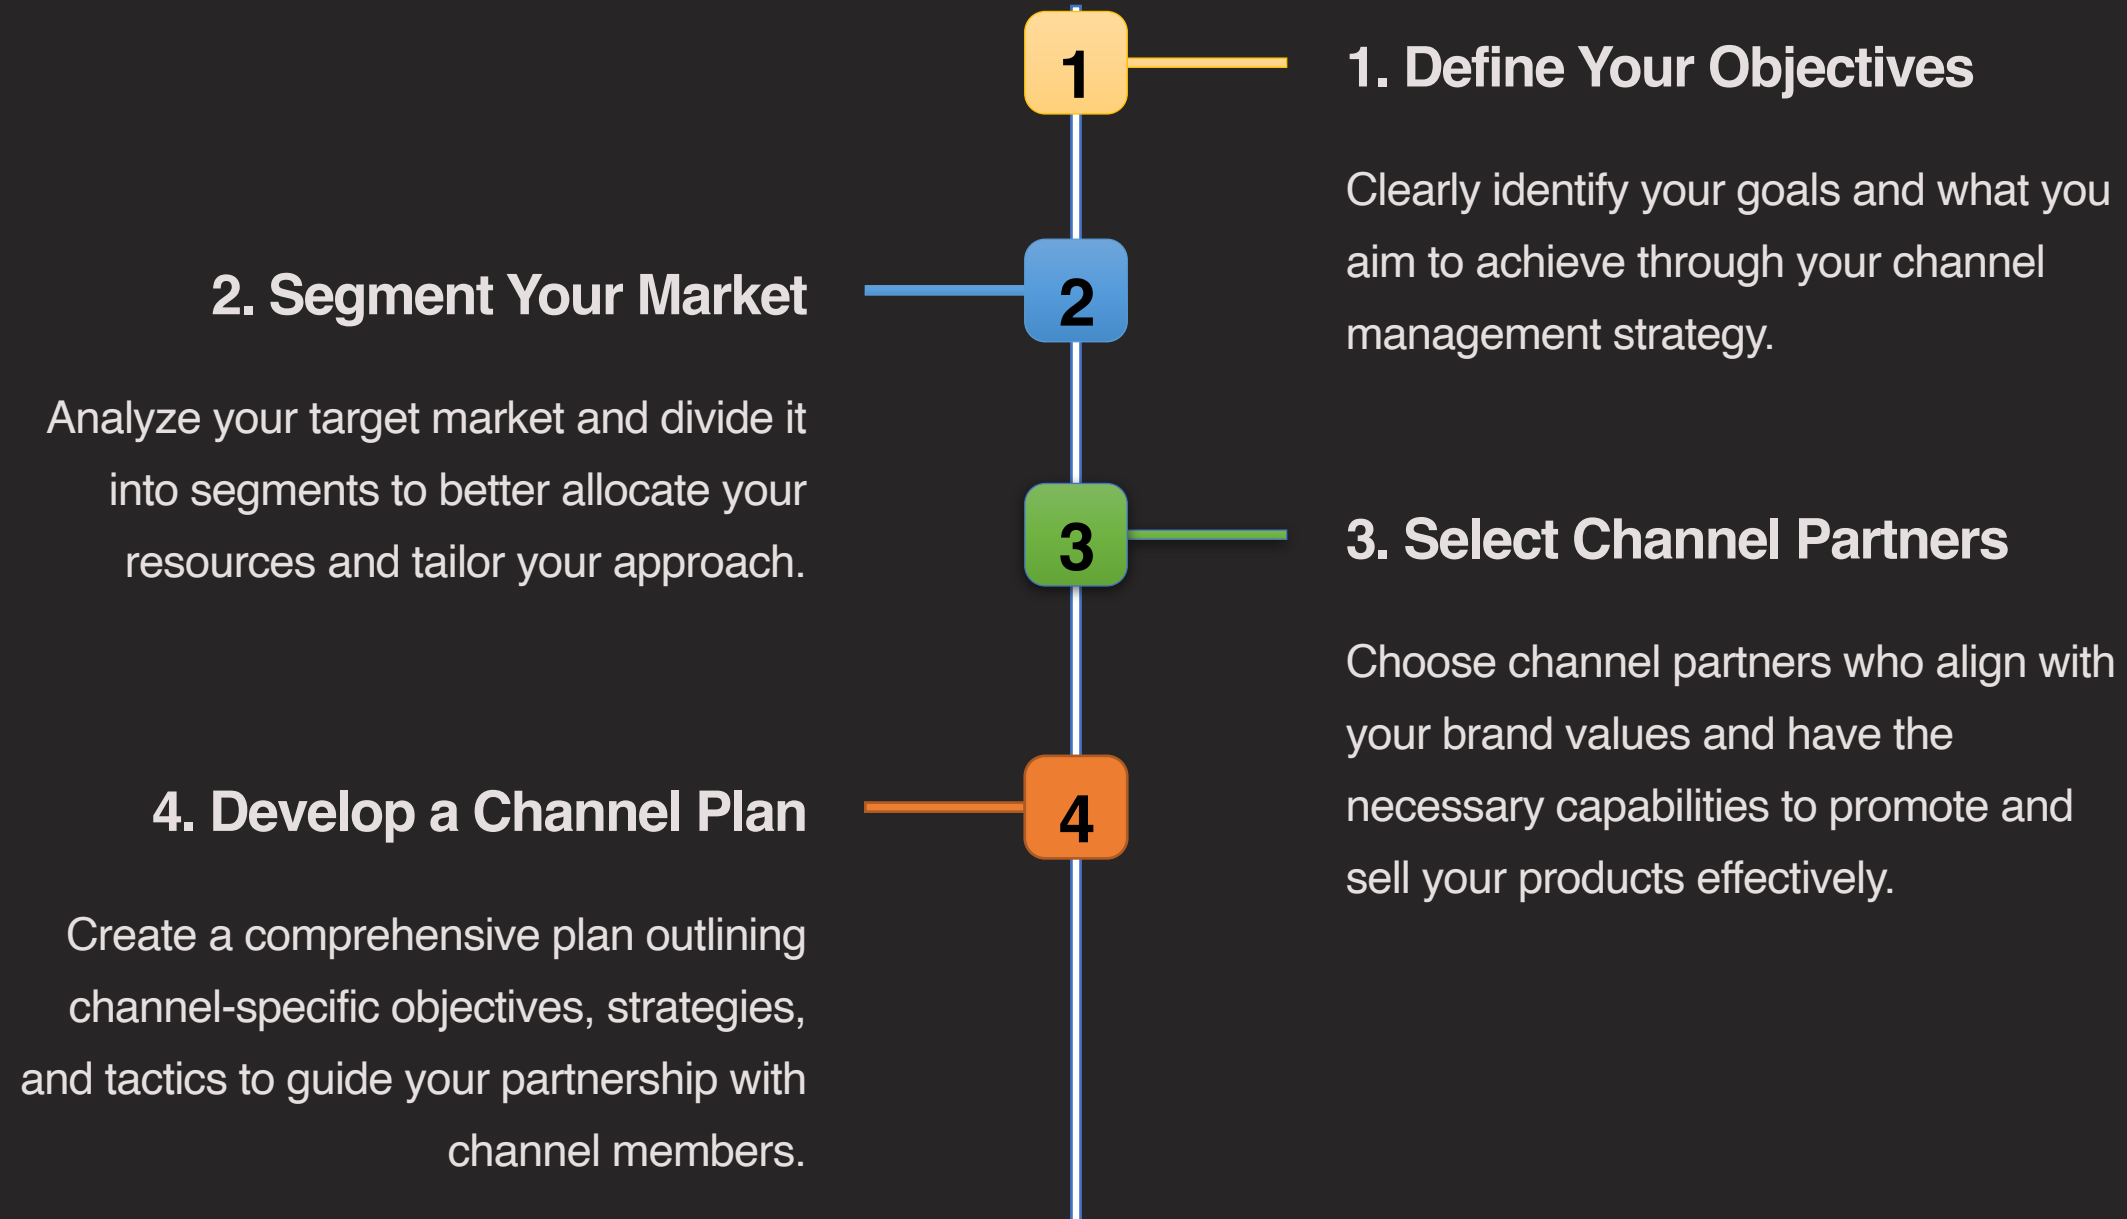 1
1. Define Your Objectives
Clearly identify your goals and what you
aim to achieve through your channel
management strategy.
2
2. Segment Your Market
Analyze your target market and divide it
into segments to better allocate your
resources and tailor your approach.
3
3. Select Channel Partners
Choose channel partners who align with
your brand values and have the
necessary capabilities to promote and
sell your products effectively.
4
4. Develop a Channel Plan
Create a comprehensive plan outlining
channel-specific objectives, strategies,
and tactics to guide your partnership with
channel members.